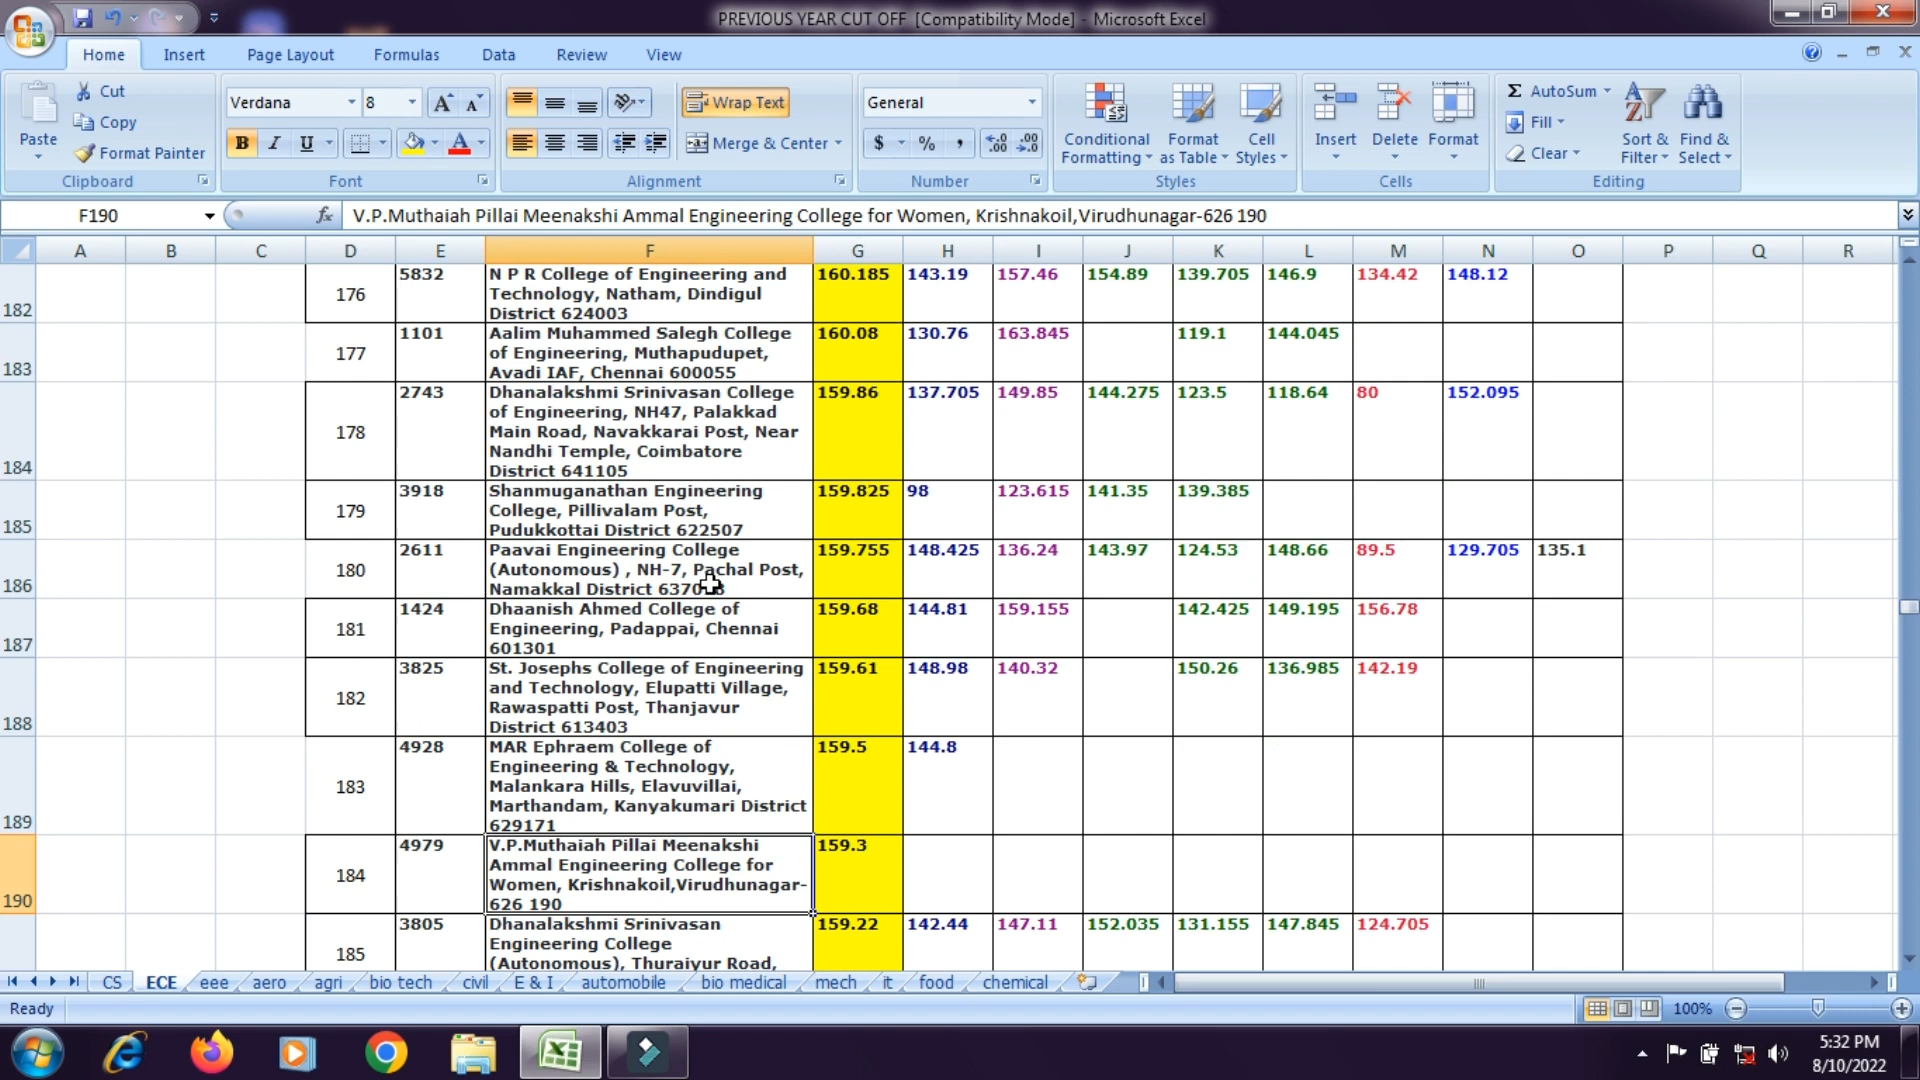 PREVIOUS YEAR CUT OFF [Compatibility Mode] - Microsoft Excel
Home Insert Page Layout Formulas Data Review View
Paste
Cut
Copy
Format Painter
Clipboard
Verdana 8
B I U
Font
Wrap Text
Merge & Center
Alignment
General
$ % ,
Number
Conditional Formatting
Format as Table
Cell Styles
Styles
Insert Delete Format
Cells
AutoSum
Fill
Clear
Sort & Filter
Find & Select
Editing
F190 fx V.P.Muthaiah Pillai Meenakshi Ammal Engineering College for Women, Krishnakoil,Virudhunagar-626 190
A B C D E F G H I J K L M N O P Q R
182 176 5832 N P R College of Engineering and 160.185 143.19 157.46 154.89 139.705 146.9 134.42 148.12
Technology, Natham, Dindigul
District 624003
183 177 1101 Aalim Muhammed Salegh College 160.08 130.76 163.845 119.1 144.045
of Engineering, Muthapudupet,
Avadi IAF, Chennai 600055
184 178 2743 Dhanalakshmi Srinivasan College 159.86 137.705 149.85 144.275 123.5 118.64 80 152.095
of Engineering, NH47, Palakkad
Main Road, Navakkarai Post, Near
Nandhi Temple, Coimbatore
District 641105
185 179 3918 Shanmuganathan Engineering 159.825 98 123.615 141.35 139.385
College, Pillivalam Post,
Pudukkottai District 622507
186 180 2611 Paavai Engineering College 159.755 148.425 136.24 143.97 124.53 148.66 89.5 129.705 135.1
(Autonomous) , NH-7, Pachal Post,
Namakkal District
187 181 1424 Dhaanish Ahmed College of 159.68 144.81 159.155 142.425 149.195 156.78
Engineering, Padappai, Chennai
601301
188 182 3825 St. Josephs College of Engineering 159.61 148.98 140.32 150.26 136.985 142.19
and Technology, Elupatti Village,
Rawaspatti Post, Thanjavur
District 613403
189 183 4928 MAR Ephraem College of 159.5 144.8
Engineering & Technology,
Malankara Hills, Elavuvillai,
Marthandam, Kanyakumari District
629171
190 184 4979 V.P.Muthaiah Pillai Meenakshi 159.3
Ammal Engineering College for
Women, Krishnakoil,Virudhunagar-
626 190
185 3805 Dhanalakshmi Srinivasan 159.22 142.44 147.11 152.035 131.155 147.845 124.705
Engineering College
(Autonomous), Thuraiyur Road,
CS ECE eee aero agri bio tech civil E & I automobile bio medical mech it food chemical
Ready 100%
5:32 PM
8/10/2022